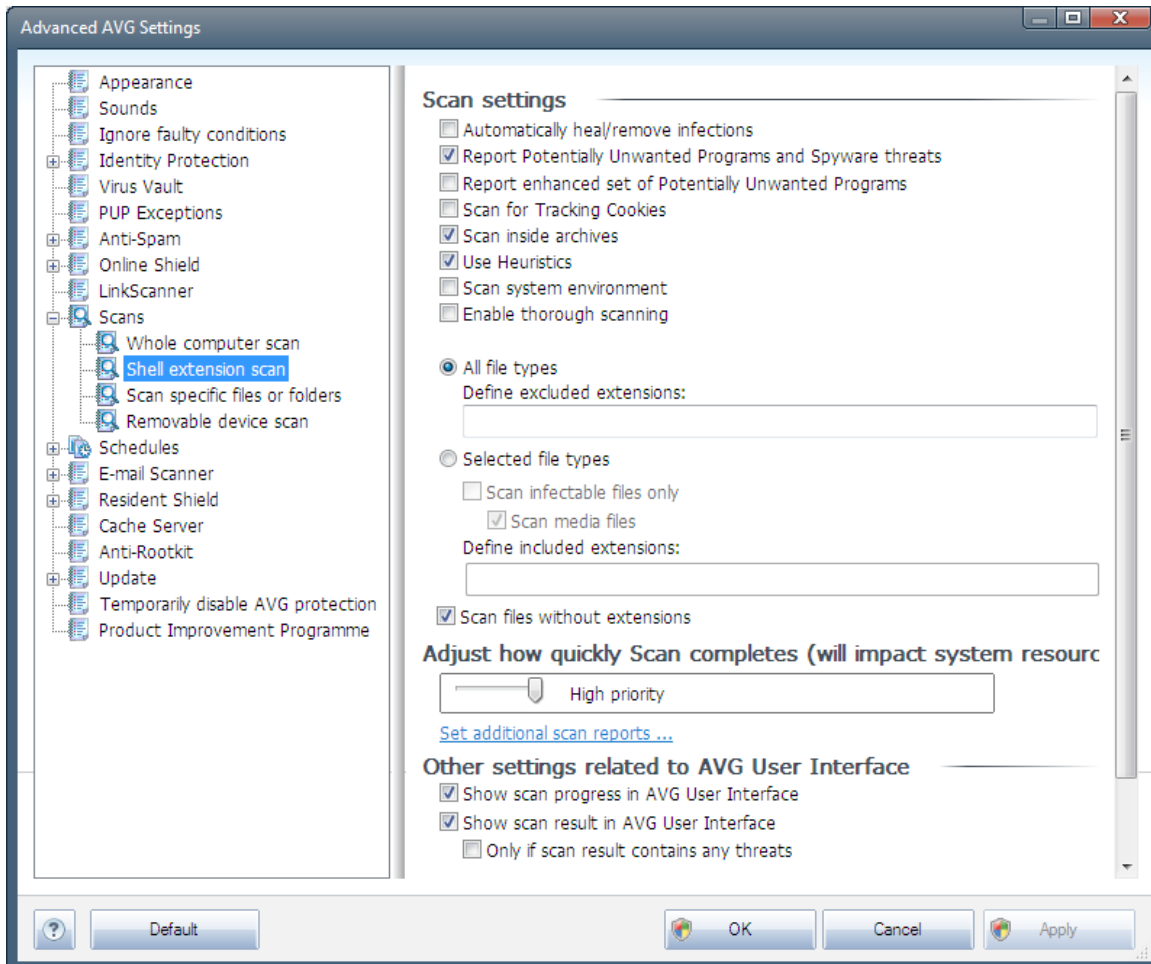 Advanced AVG Settings
Appearance
Sounds
Ignore faulty conditions
Identity Protection
Virus Vault
PUP Exceptions
Anti-Spam
Online Shield
LinkScanner
Scans
Whole computer scan
Shell extension scan
Scan specific files or folders
Removable device scan
Schedules
E-mail Scanner
Resident Shield
Cache Server
Anti-Rootkit
Update
Temporarily disable AVG protection
Product Improvement Programme
Scan settings
Automatically heal/remove infections
Report Potentially Unwanted Programs and Spyware threats
Report enhanced set of Potentially Unwanted Programs
Scan for Tracking Cookies
Scan inside archives
Use Heuristics
Scan system environment
Enable thorough scanning
All file types
Define excluded extensions:
Selected file types
Scan infectable files only
Scan media files
Define included extensions:
Scan files without extensions
Adjust how quickly Scan completes (will impact system resourc
High priority
Set additional scan reports ...
Other settings related to AVG User Interface
Show scan progress in AVG User Interface
Show scan result in AVG User Interface
Only if scan result contains any threats
? Default OK Cancel Apply